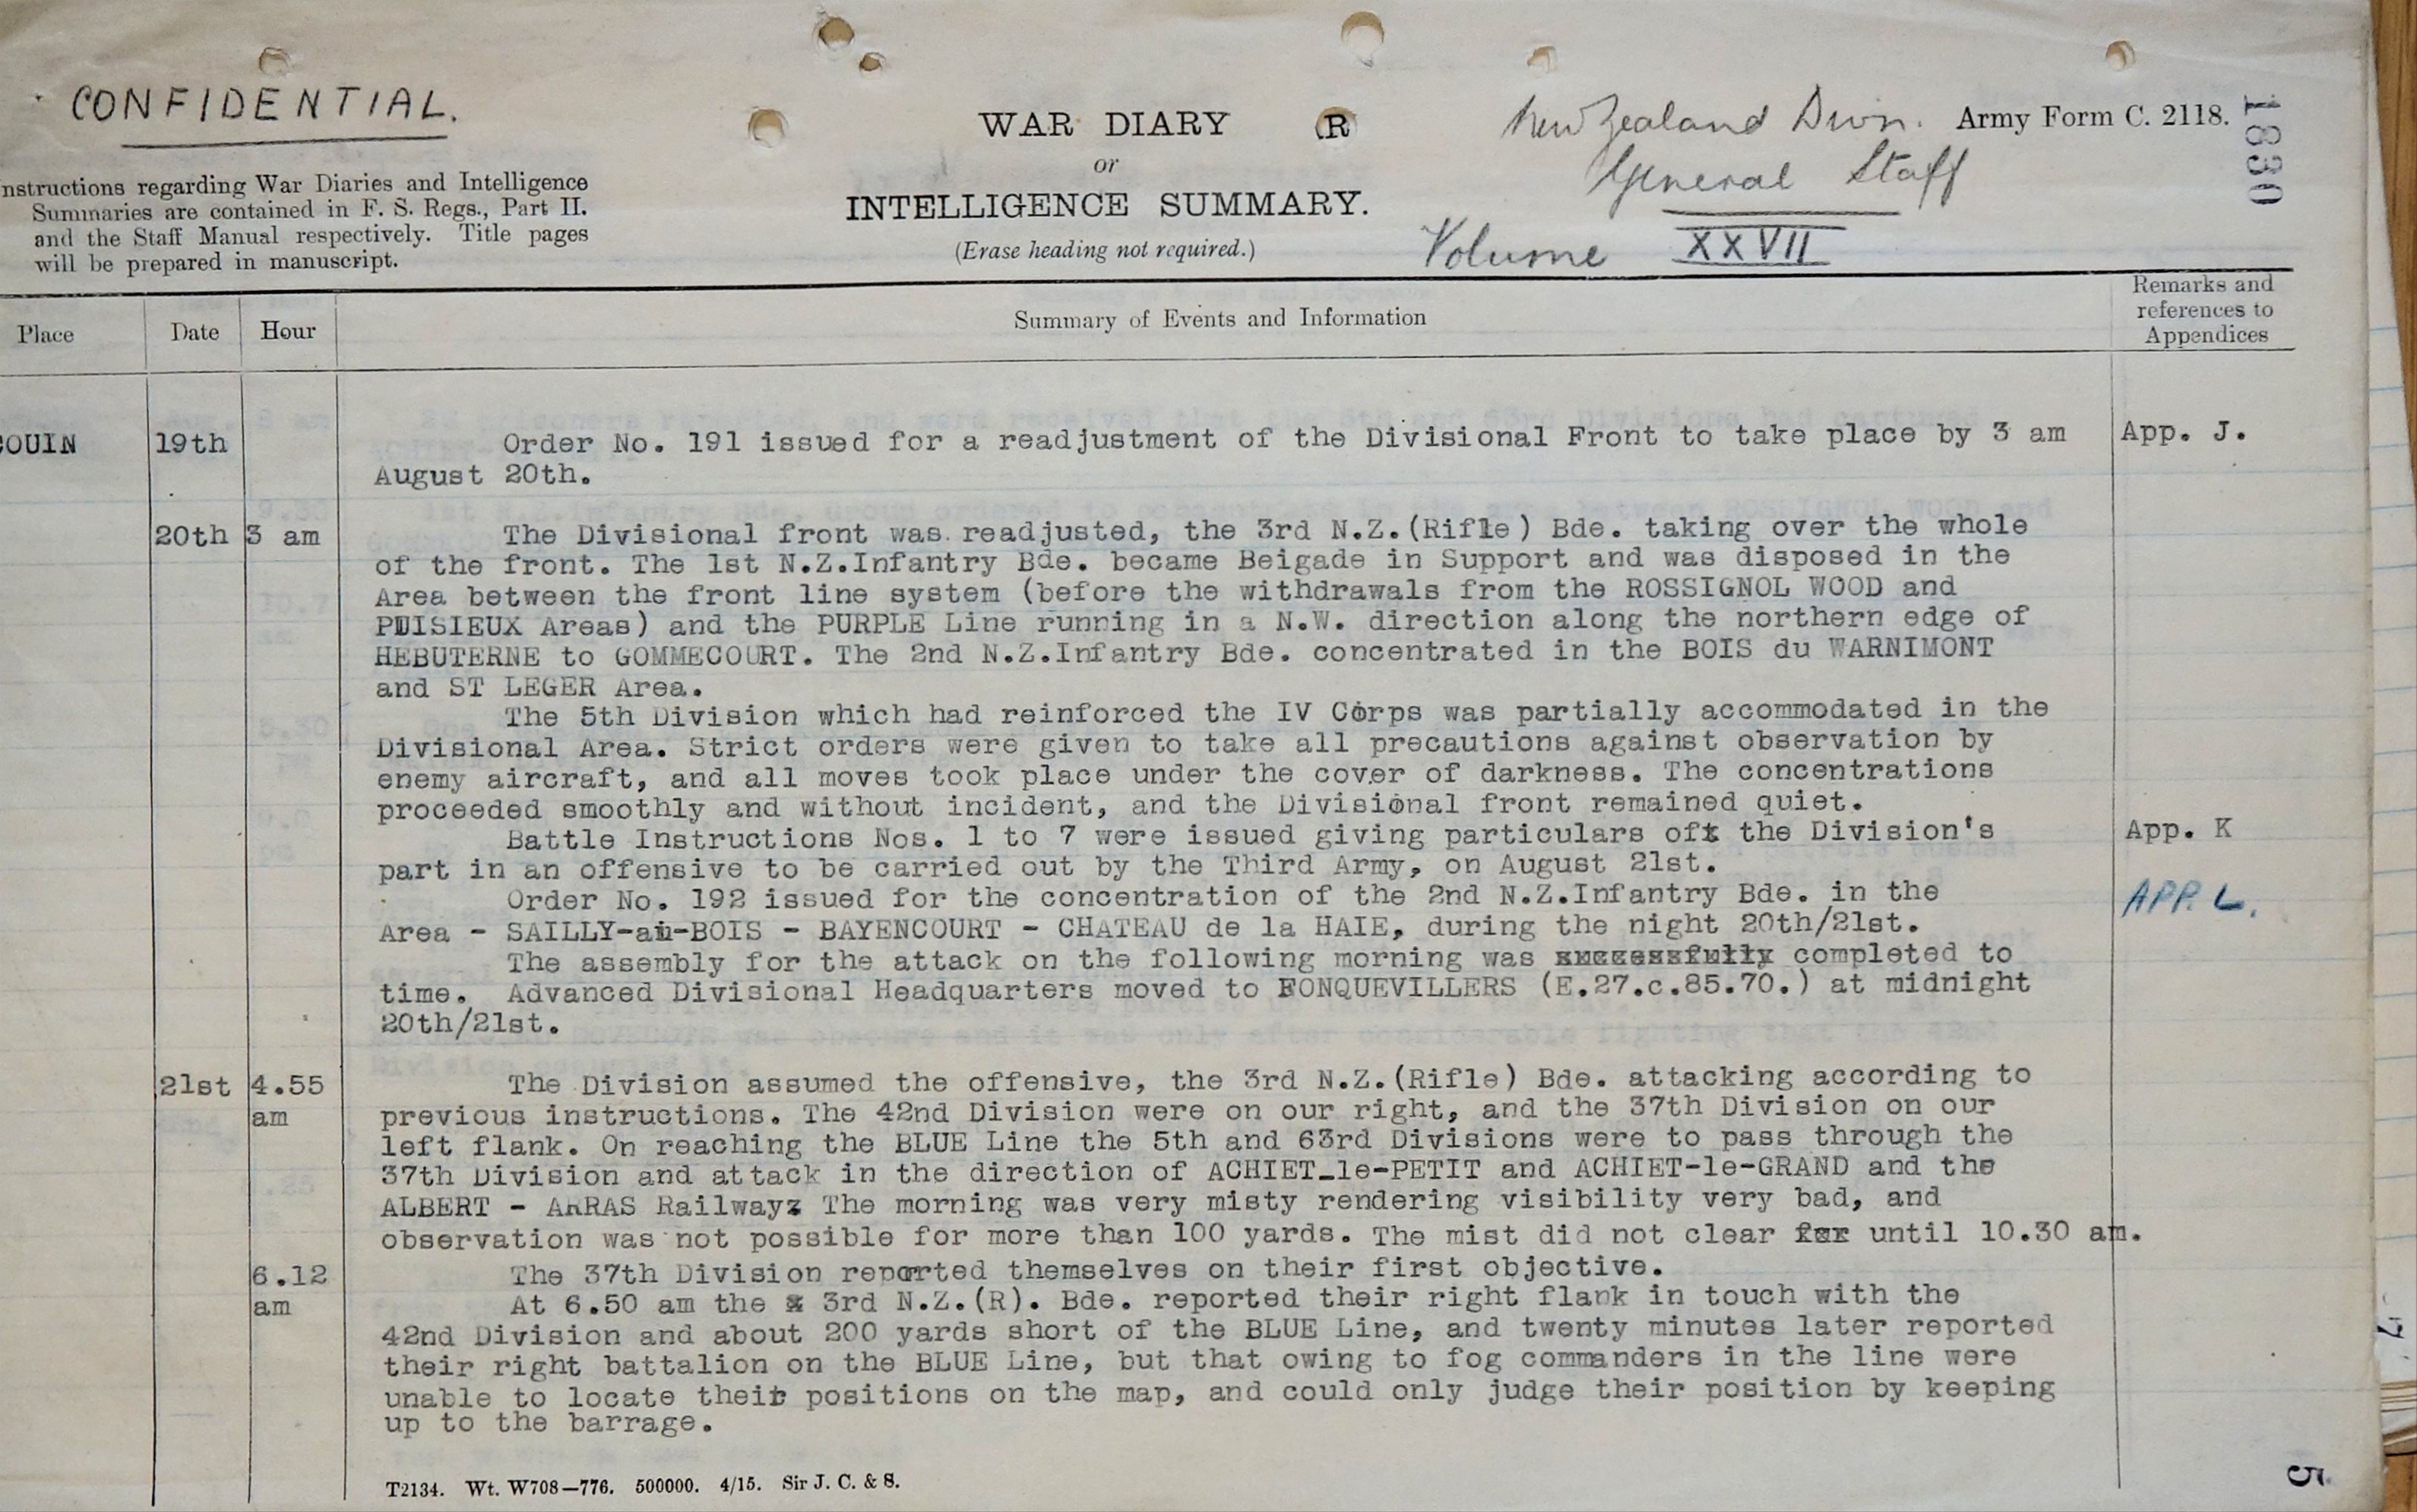 CONFIDENTIAL.
WAR DIARY
or
INTELLIGENCE SUMMARY.
(Erase heading not required.)
R
New Zealand Divn.
General Staff
Volume XXVII
Army Form C. 2118.
1830
nstructions regarding War Diaries and Intelligence
Summaries are contained in F. S. Regs., Part II.
and the Staff Manual respectively. Title pages
will be prepared in manuscript.
Place
Date
Hour
Summary of Events and Information
Remarks and
references to
Appendices
COUIN 19th Order No. 191 issued for a readjustment of the Divisional Front to take place by 3 am App. J.
August 20th.
20th 3 am The Divisional front was readjusted, the 3rd N.Z.(Rifle) Bde. taking over the whole
of the front. The 1st N.Z.Infantry Bde. became Beigade in Support and was disposed in the
Area between the front line system (before the withdrawals from the ROSSIGNOL WOOD and
PUISIEUX Areas) and the PURPLE Line running in a N.W. direction along the northern edge of
HEBUTERNE to GOMMECOURT. The 2nd N.Z.Infantry Bde. concentrated in the BOIS du WARNIMONT
and ST LEGER Area.
The 5th Division which had reinforced the IV Corps was partially accommodated in the
Divisional Area. Strict orders were given to take all precautions against observation by
enemy aircraft, and all moves took place under the cover of darkness. The concentrations
proceeded smoothly and without incident, and the Divisional front remained quiet.
Battle Instructions Nos. 1 to 7 were issued giving particulars of the Division's App. K
part in an offensive to be carried out by the Third Army, on August 21st.
Order No. 192 issued for the concentration of the 2nd N.Z.Infantry Bde. in the APP. L.
Area - SAILLY-au-BOIS - BAYENCOURT - CHATEAU de la HAIE, during the night 20th/21st.
The assembly for the attack on the following morning was successfully completed to
time. Advanced Divisional Headquarters moved to FONQUEVILLERS (E.27.c.85.70.) at midnight
20th/21st.
21st 4.55 The Division assumed the offensive, the 3rd N.Z.(Rifle) Bde. attacking according to
am previous instructions. The 42nd Division were on our right, and the 37th Division on our
left flank. On reaching the BLUE Line the 5th and 63rd Divisions were to pass through the
37th Division and attack in the direction of ACHIET_le-PETIT and ACHIET-le-GRAND and the
ALBERT - ARRAS Railway. The morning was very misty rendering visibility very bad, and
observation was not possible for more than 100 yards. The mist did not clear for until 10.30 am.
6.12 The 37th Division reported themselves on their first objective.
am At 6.50 am the x 3rd N.Z.(R). Bde. reported their right flank in touch with the
42nd Division and about 200 yards short of the BLUE Line, and twenty minutes later reported
their right battalion on the BLUE Line, but that owing to fog commanders in the line were
unable to locate their positions on the map, and could only judge their position by keeping
up to the barrage.
T2134. Wt. W708—776. 500000. 4/15. Sir J. C. & S.
5
7